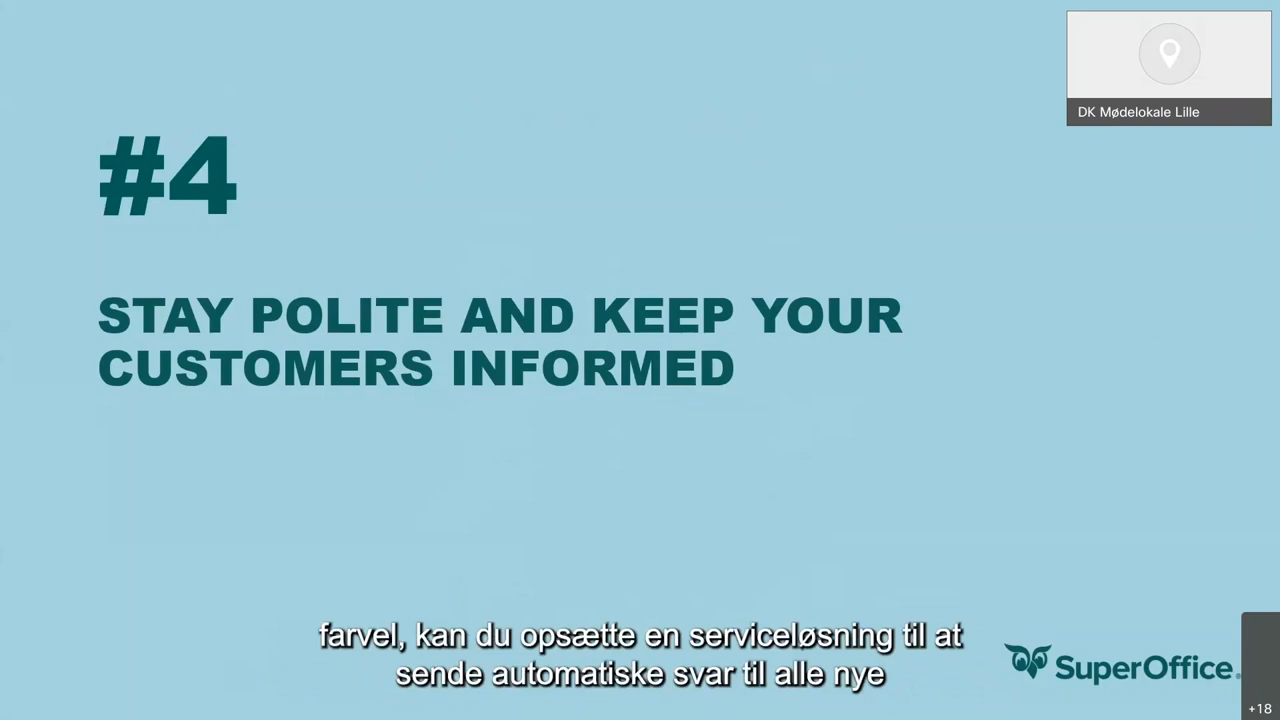 DK Mødelokale Lille
#4
STAY POLITE AND KEEP YOUR
CUSTOMERS INFORMED
farvel, kan du opsætte en serviceløsning til at
sende automatiske svar til alle nye
SuperOffice.
+18